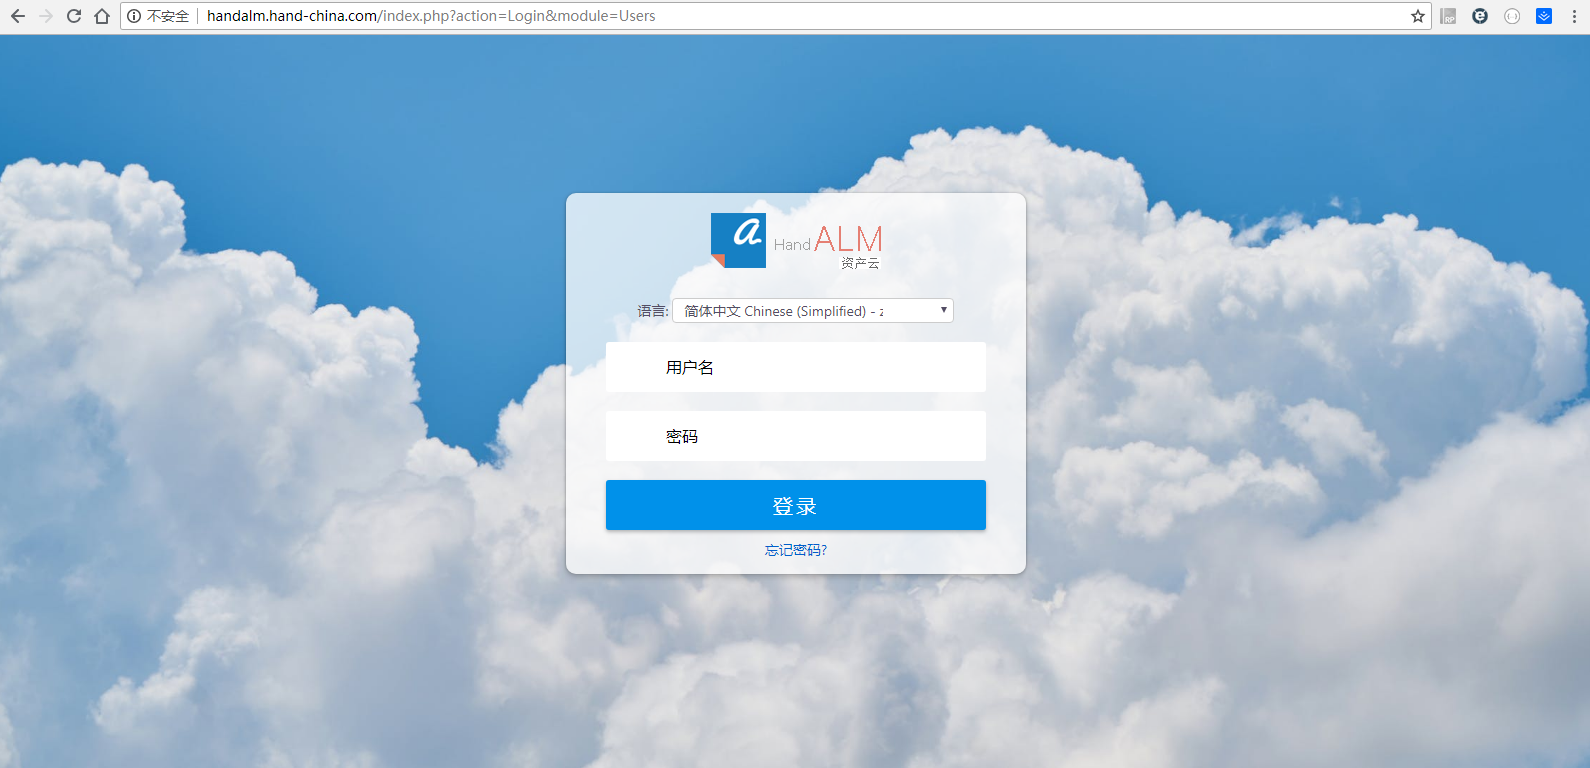 不安全 handalm.hand-china.com/index.php?action=Login&module=Users
a Hand ALM
资产云
语言: 简体中文 Chinese (Simplified) - z
用户名
密码
登录
忘记密码?